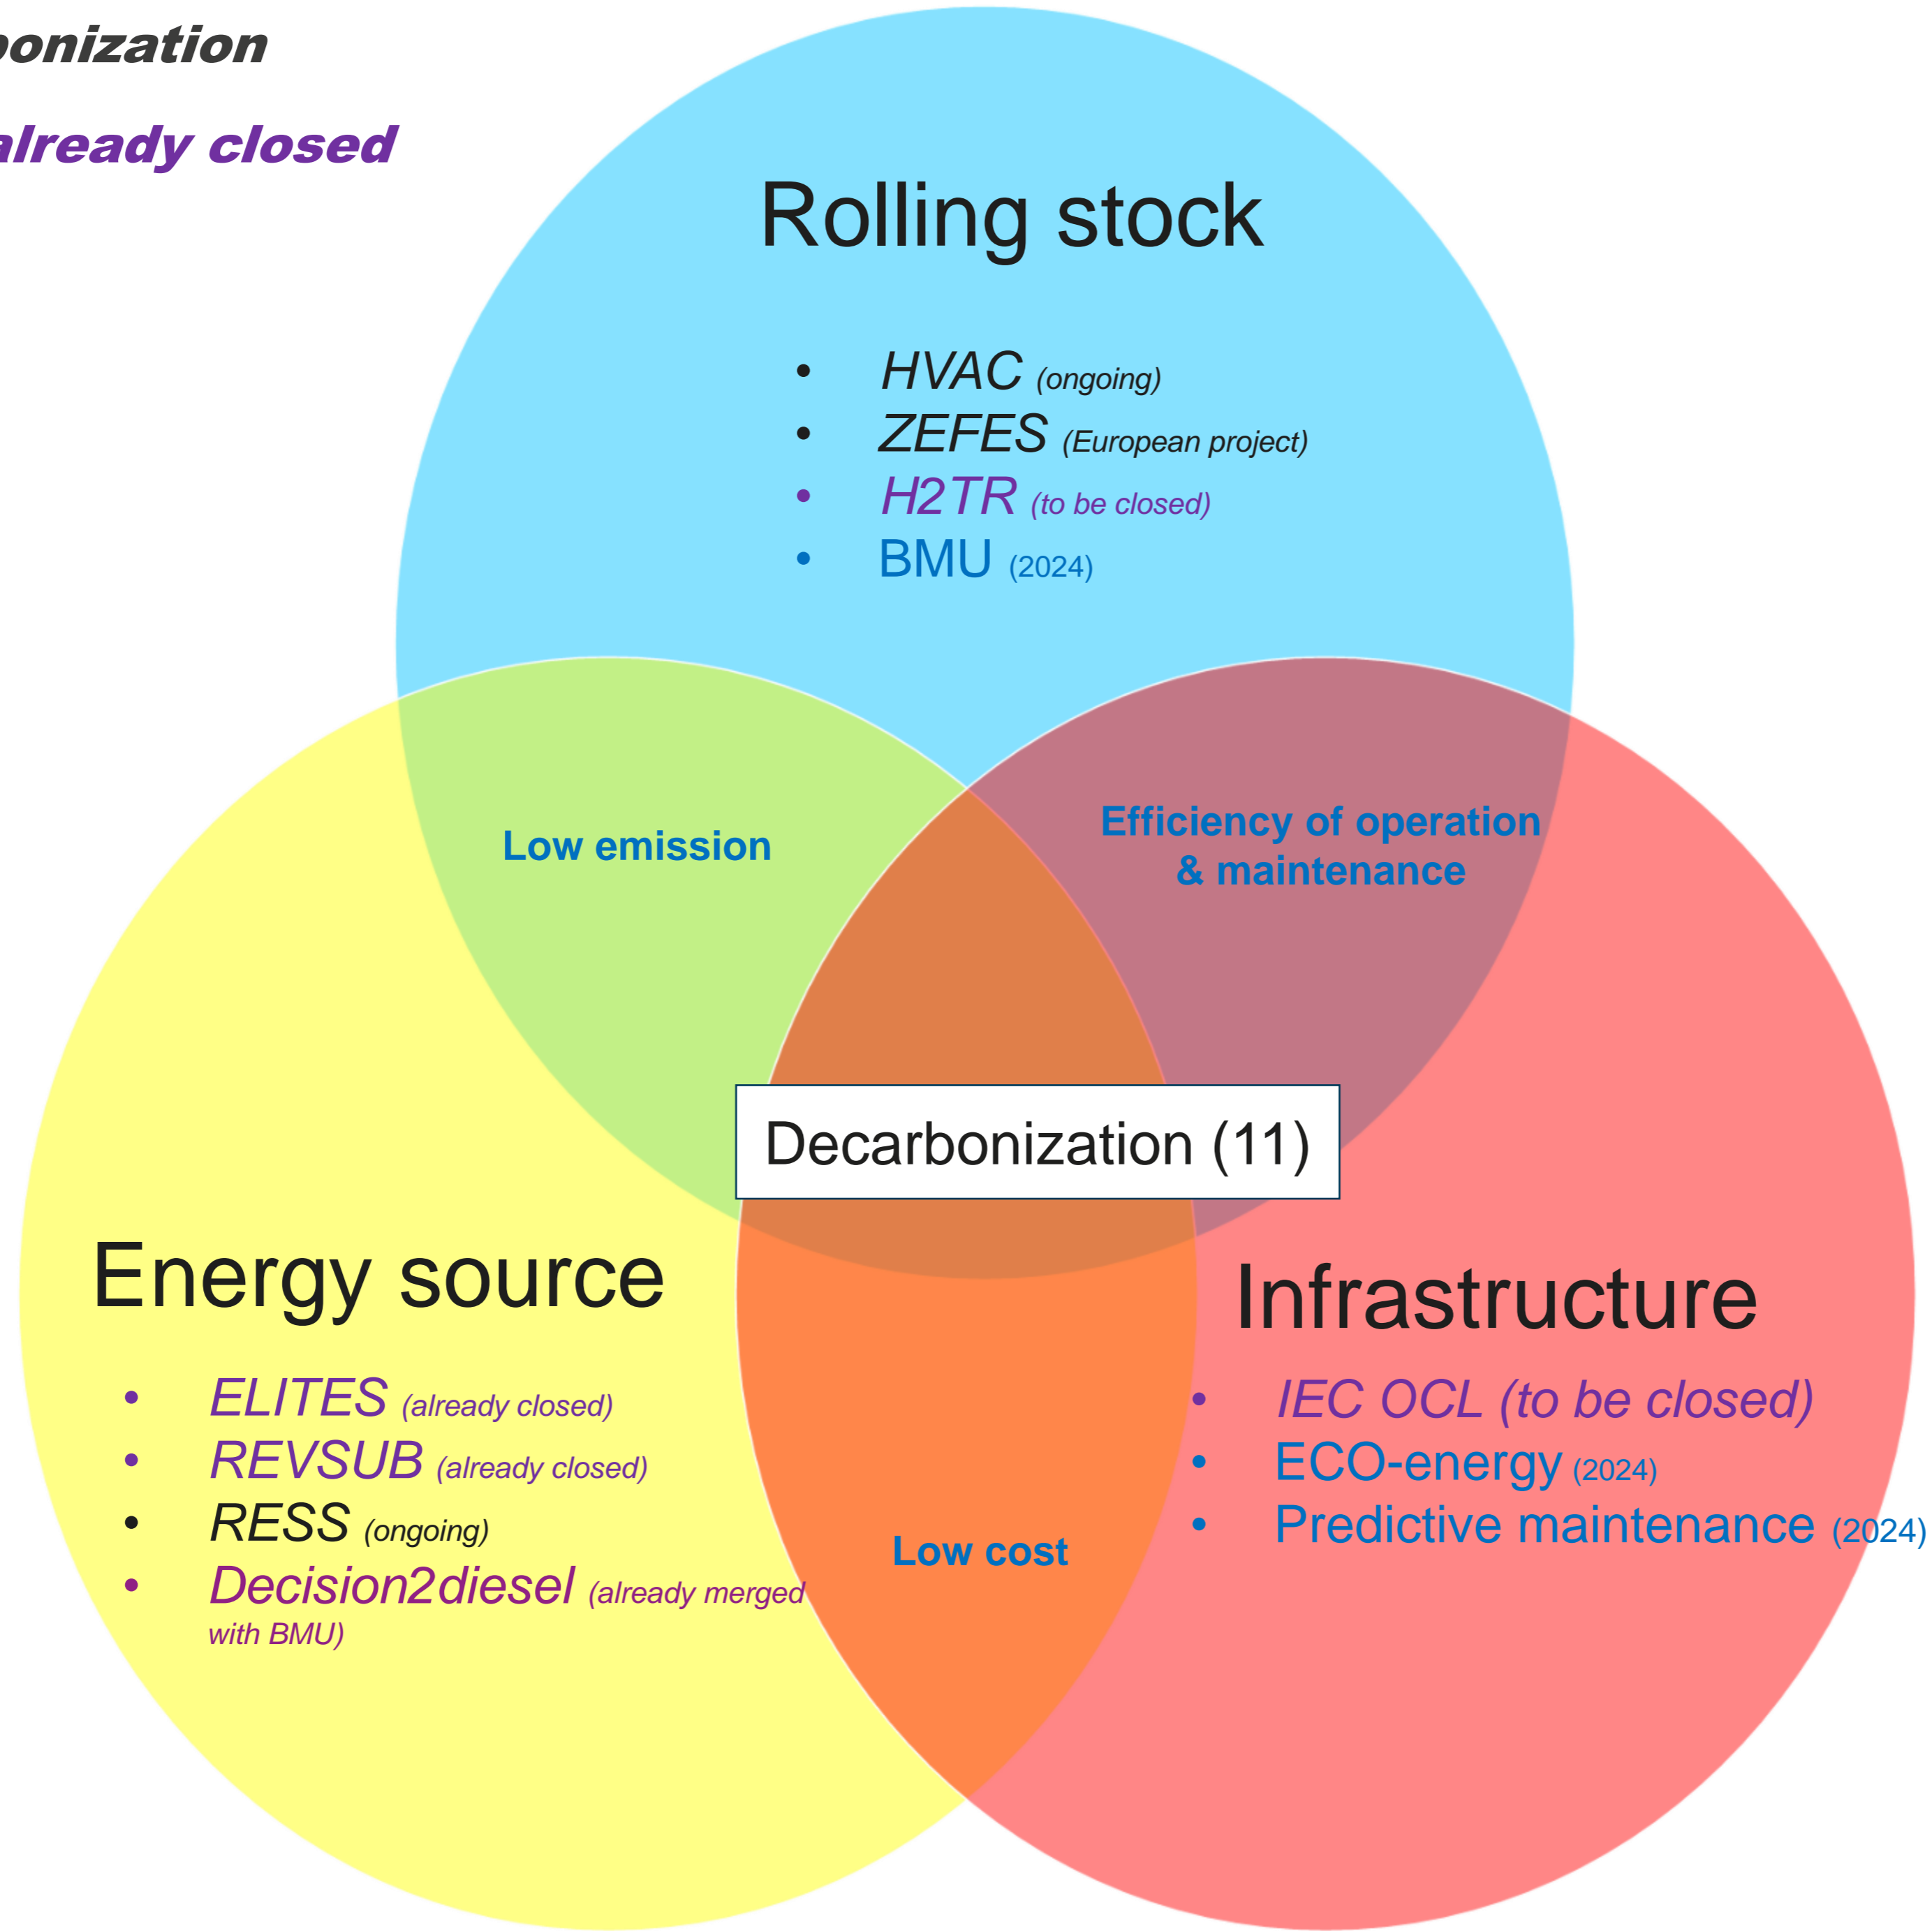 already closed
Rolling stock
• HVAC (ongoing)
• ZEFES (European project)
• H2TR (to be closed)
• BMU (2024)
Low emission
Efficiency of operation
& maintenance
Decarbonization (11)
Energy source
• ELITES (already closed)
• REVSUB (already closed)
• RESS (ongoing)
• Decision2diesel (already merged
with BMU)
Low cost
Infrastructure
• IEC OCL (to be closed)
• ECO-energy (2024)
• Predictive maintenance (2024)